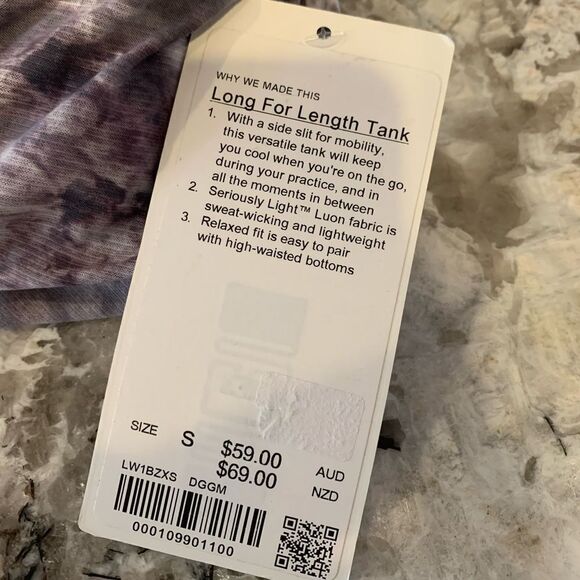 WHY WE MADE THIS
Long For Length Tank
1. With a side slit for mobility,
this versatile tank will keep
you cool when you're on the go,
during your practice, and in
all the moments in between
2. Seriously Light™ Luon fabric is
sweat-wicking and lightweight
3. Relaxed fit is easy to pair
with high-waisted bottoms
SIZE S $59.00 AUD
$69.00 NZD
LW1BZXS DGGM
000109901100